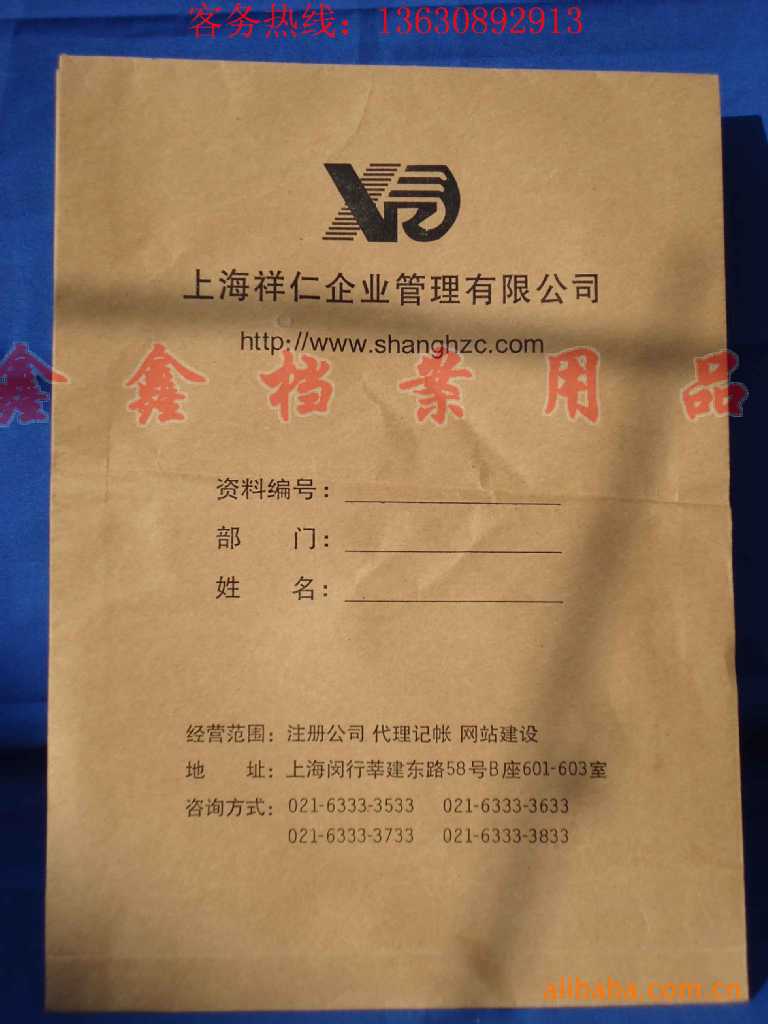 客务热线：13630892913
上海祥仁企业管理有限公司
http://www.shanghzc.com
鑫鑫档案用品
资料编号：
部 门：
姓 名：
经营范围：注册公司 代理记帐 网站建设
地 址：上海闵行莘建东路58号B座601-603室
咨询方式：021-6333-3533 021-6333-3633
021-6333-3733 021-6333-3833
alibaba.com.cn